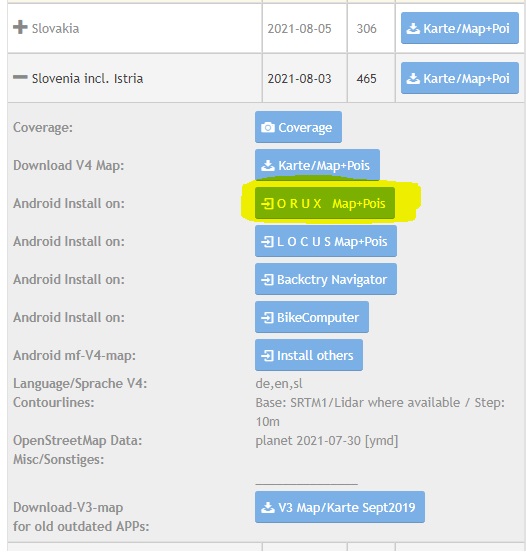 Slovakia 2021-08-05 306 Karte/Map+Poi
Slovenia incl. Istria 2021-08-03 465 Karte/Map+Poi
Coverage: Coverage
Download V4 Map: Karte/Map+Pois
Android Install on: O R U X Map+Pois
Android Install on: L O C U S Map+Pois
Android Install on: Backctry Navigator
Android Install on: BikeComputer
Android mf-V4-map: Install others
Language/Sprache V4: de,en,sl
Contourlines: Base: SRTM1/Lidar where available / Step:
10m
OpenStreetMap Data: planet 2021-07-30 [ymd]
Misc/Sonstiges:
Download-V3-map V3 Map/Karte Sept2019
for old outdated APPs: